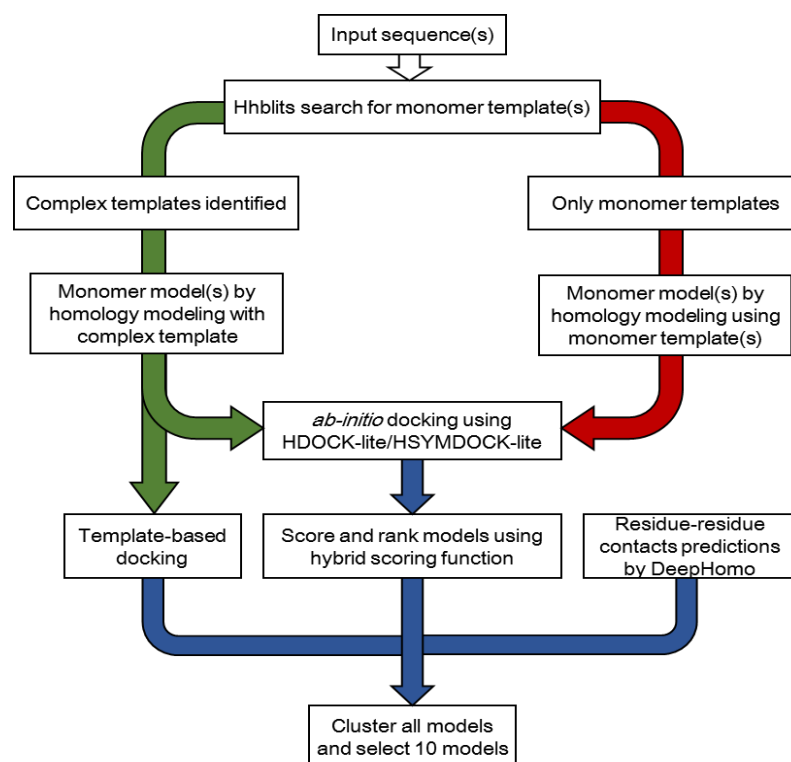 Input sequence(s)
Hhblits search for monomer template(s)
Complex templates identified
Only monomer templates
Monomer model(s) by
homology modeling with
complex template
Monomer model(s) by
homology modeling using
monomer template(s)
ab-initio docking using
HDOCK-lite/HSYMDOCK-lite
Template-based
docking
Score and rank models using
hybrid scoring function
Residue-residue
contacts predictions
by DeepHomo
Cluster all models
and select 10 models